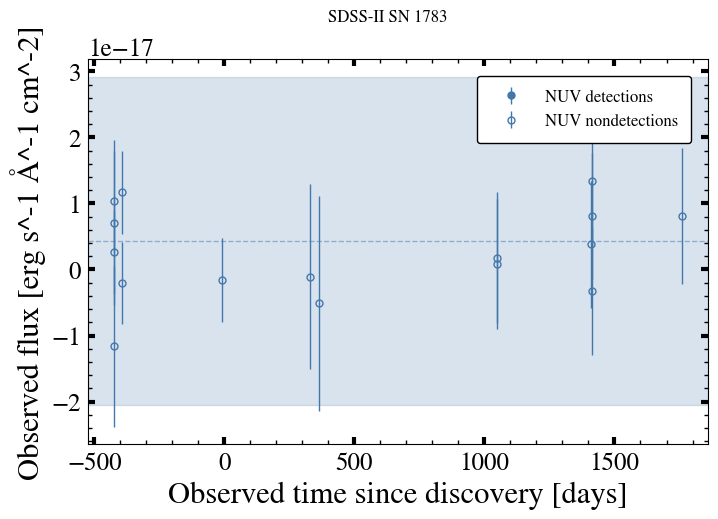 SDSS-II SN 1783
1e−17
Observed flux [erg s^-1 Å^-1 cm^-2]
3
2
1
0
−1
−2
NUV detections
NUV nondetections
−500
0
500
1000
1500
Observed time since discovery [days]